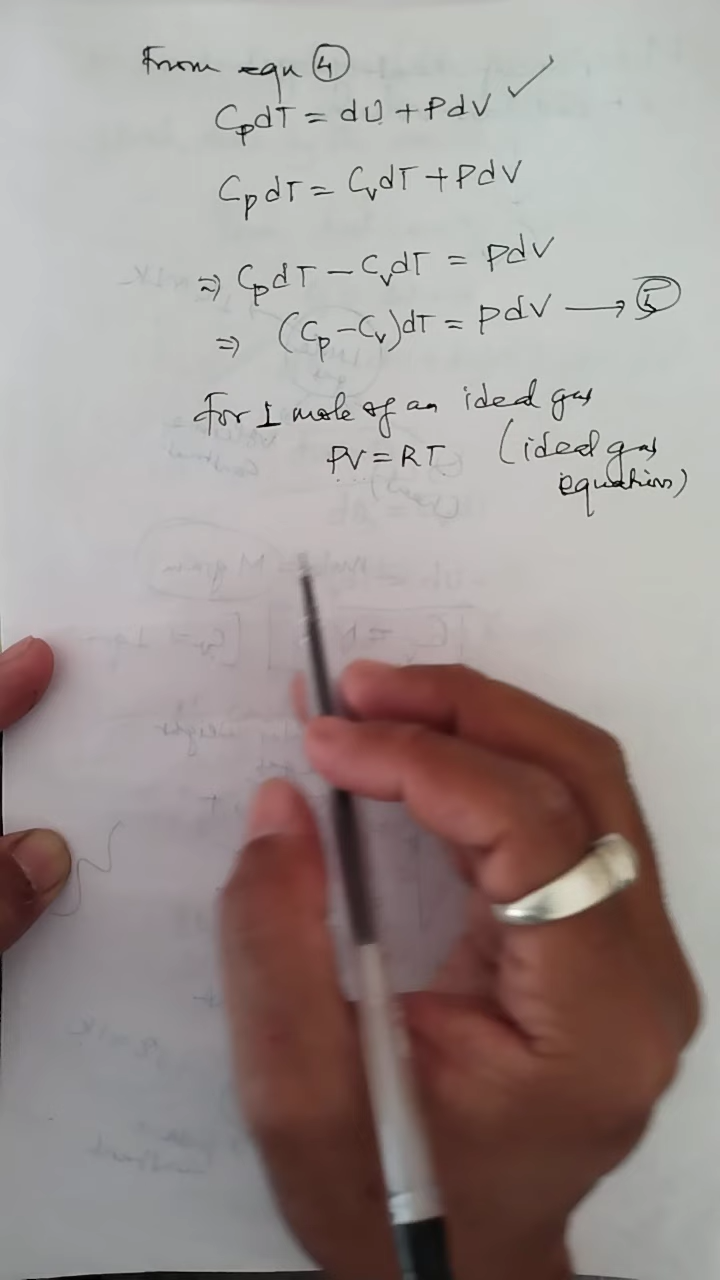 From equ ④
CpdT = dU + PdV ✓
CpdT = CvdT + PdV
⇒ CpdT - CvdT = PdV
⇒ (Cp - Cv)dT = PdV → ⑤
For 1 mole of an ideal gas
PV = RT (ideal gas
equation)